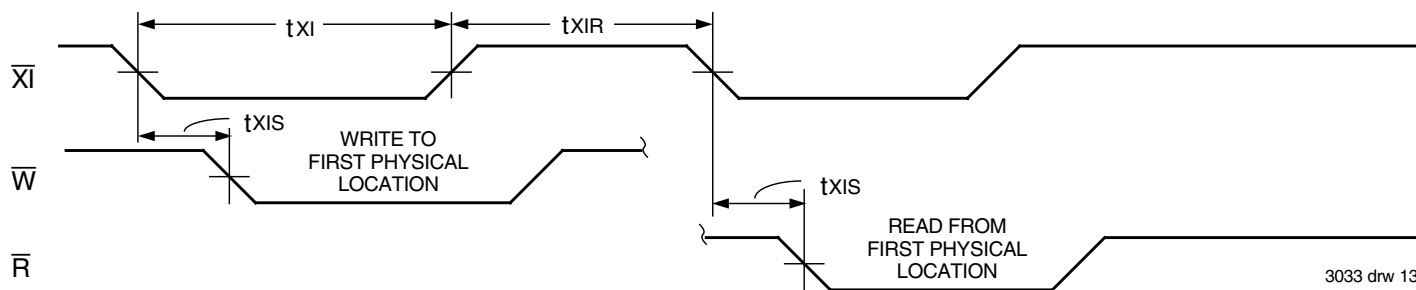 tXI
tXIR
XI
tXIS
WRITE TO
FIRST PHYSICAL
LOCATION
W
tXIS
READ FROM
FIRST PHYSICAL
LOCATION
R
3033 drw 13